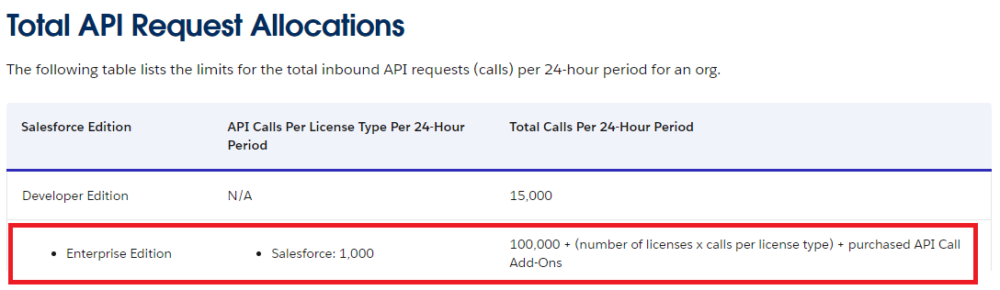 Total API Request Allocations
The following table lists the limits for the total inbound API requests (calls) per 24-hour period for an org.
Salesforce Edition
API Calls Per License Type Per 24-Hour
Period
Total Calls Per 24-Hour Period
Developer Edition
N/A
15,000
• Enterprise Edition
• Salesforce: 1,000
100,000 + (number of licenses x calls per license type) + purchased API Call
Add-Ons